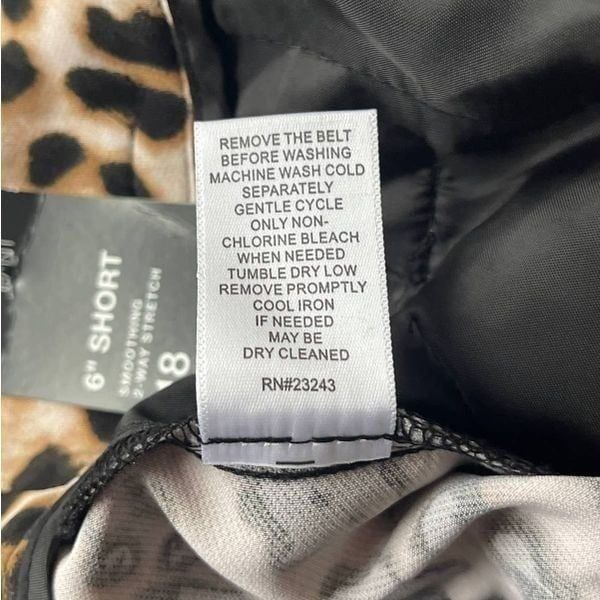 REMOVE THE BELT
BEFORE WASHING
MACHINE WASH COLD
SEPARATELY
GENTLE CYCLE
ONLY NON-
CHLORINE BLEACH
WHEN NEEDED
TUMBLE DRY LOW
REMOVE PROMPTLY
COOL IRON
IF NEEDED
MAY BE
DRY CLEANED
RN#23243
6" SHORT
SMOOTHING
2-WAY STRETCH
18